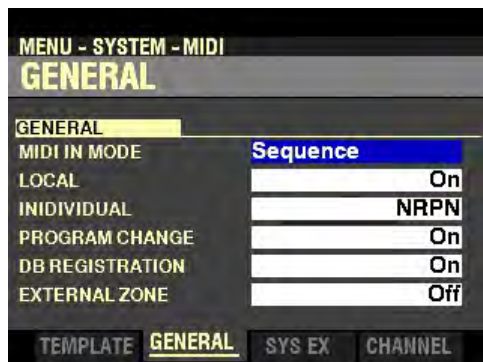 MENU - SYSTEM - MIDI
GENERAL
GENERAL
MIDI IN MODE Sequence
LOCAL On
INIDIVIDUAL NRPN
PROGRAM CHANGE On
DB REGISTRATION On
EXTERNAL ZONE Off
TEMPLATE GENERAL SYS EX CHANNEL